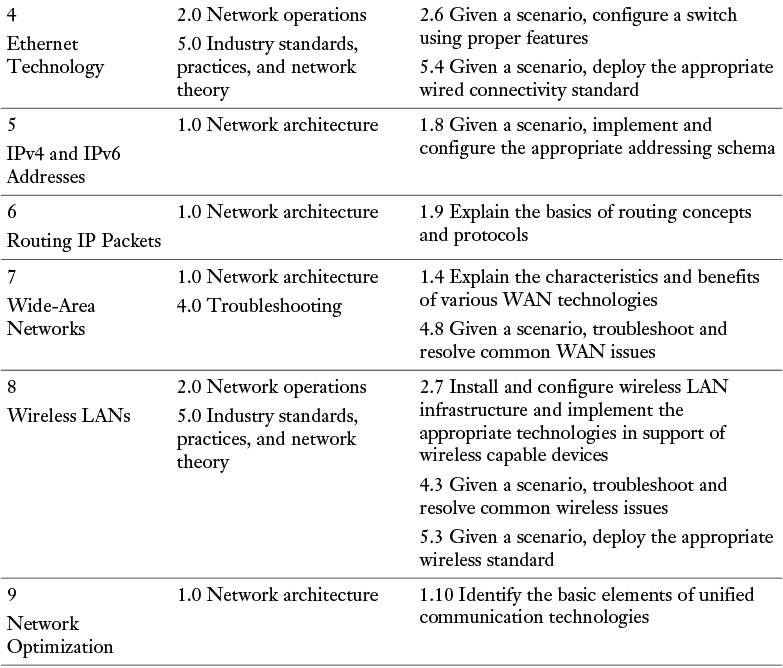 4
Ethernet
Technology
2.0 Network operations
5.0 Industry standards,
practices, and network
theory
2.6 Given a scenario, configure a switch
using proper features
5.4 Given a scenario, deploy the appropriate
wired connectivity standard
5
IPv4 and IPv6
Addresses
1.0 Network architecture
1.8 Given a scenario, implement and
configure the appropriate addressing schema
6
Routing IP Packets
1.0 Network architecture
1.9 Explain the basics of routing concepts
and protocols
7
Wide-Area
Networks
1.0 Network architecture
4.0 Troubleshooting
1.4 Explain the characteristics and benefits
of various WAN technologies
4.8 Given a scenario, troubleshoot and
resolve common WAN issues
8
Wireless LANs
2.0 Network operations
5.0 Industry standards,
practices, and network
theory
2.7 Install and configure wireless LAN
infrastructure and implement the
appropriate technologies in support of
wireless capable devices
4.3 Given a scenario, troubleshoot and
resolve common wireless issues
5.3 Given a scenario, deploy the appropriate
wireless standard
9
Network
Optimization
1.0 Network architecture
1.10 Identify the basic elements of unified
communication technologies